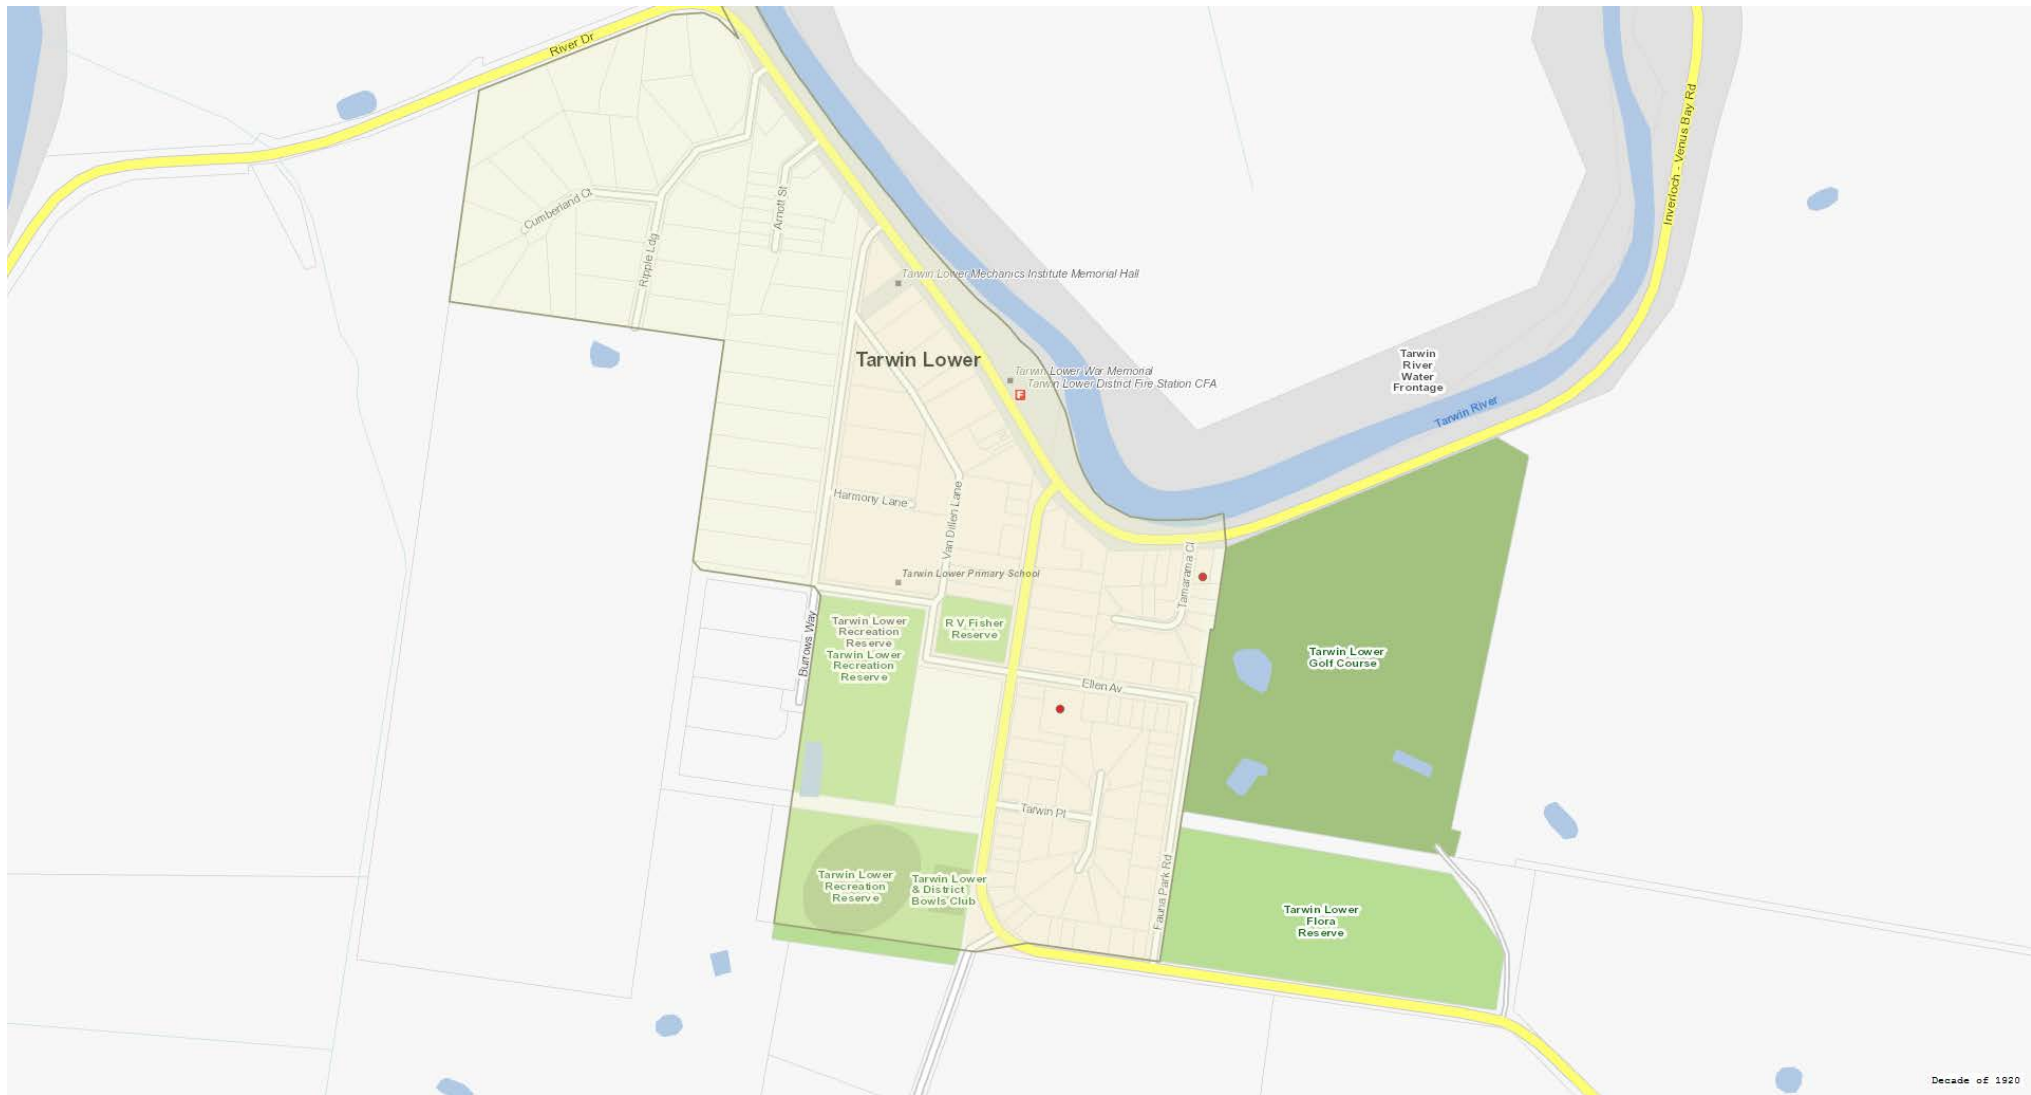 River Dr
Inverloch - Venus Bay Rd
Cumberland Ct
Arnott St
Ripple Ldg
Tarwin Lower Mechanics Institute Memorial Hall
Tarwin Lower
Tarwin Lower War Memorial
Tarwin Lower District Fire Station CFA
F
Tarwin
River
Water
Frontage
Tarwin River
Harmony Lane
Van Dillen Lane
Tarwin Lower Primary School
Tamarama Cl
Burrows Way
Tarwin Lower
Recreation
Reserve
Tarwin Lower
Recreation
Reserve
R V Fisher
Reserve
Tarwin Lower
Golf Course
Ellen Av
Tarwin Pl
Fauna Park Rd
Tarwin Lower
Recreation
Reserve
Tarwin Lower
& District
Bowls Club
Tarwin Lower
Flora
Reserve
Decade of 1920